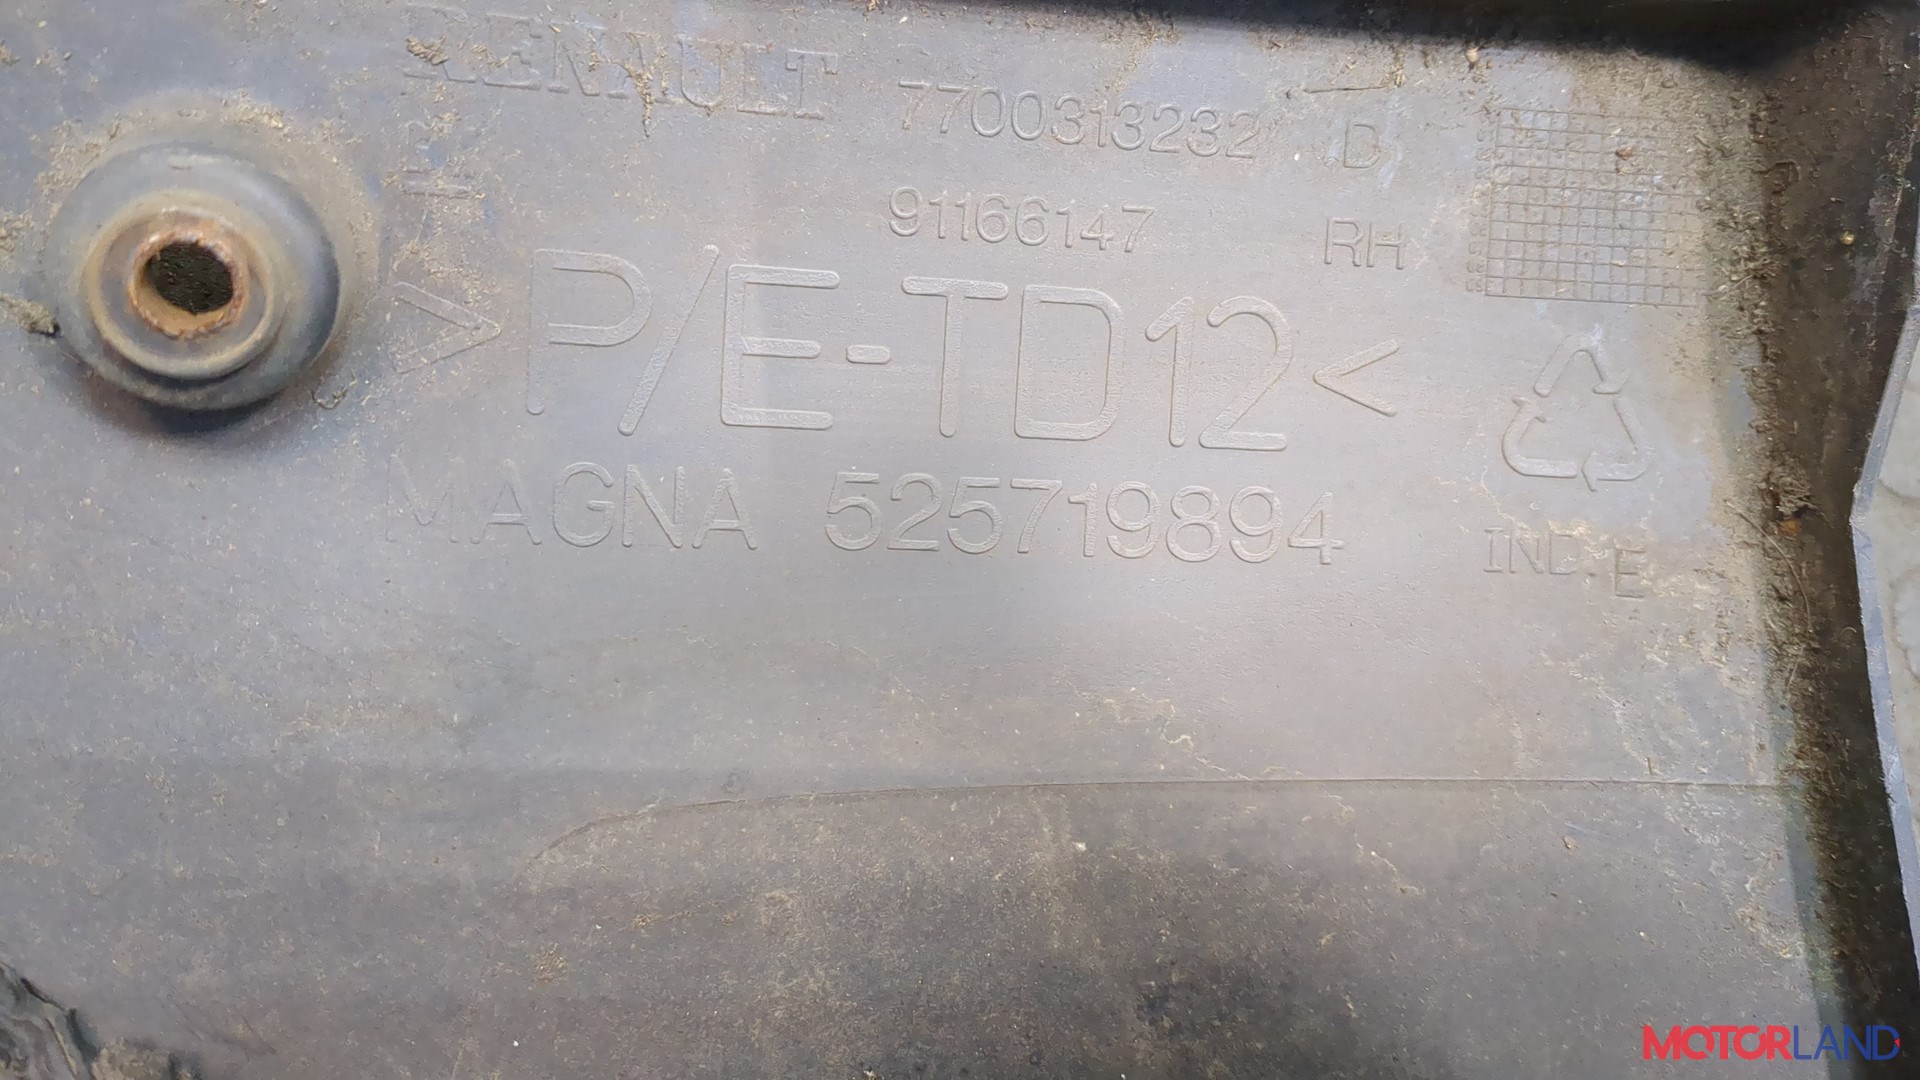 RENAULT 7700313232 D
91166147 RH
>P/E-TD12<
MAGNA 525719894
IND. E
MOTORLAND